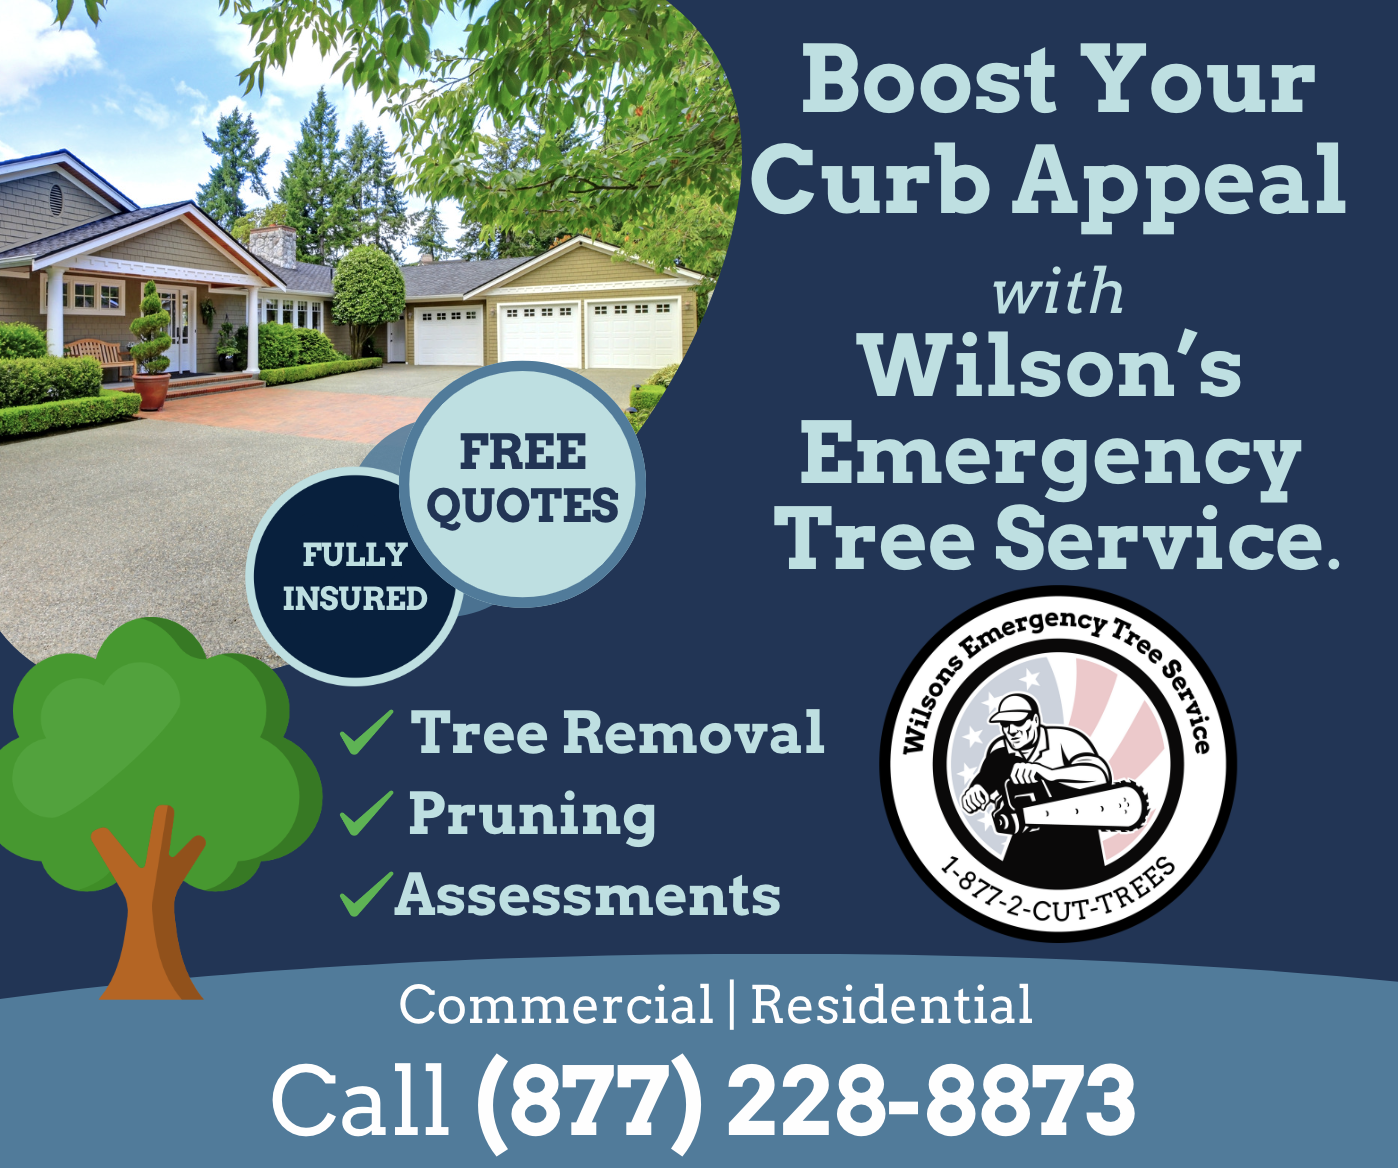 Boost Your
Curb Appeal
with
Wilson’s
Emergency
Tree Service.
FREE
QUOTES
FULLY
INSURED
Wilsons Emergency Tree Service
1-877-2-CUT-TREES
Tree Removal
Pruning
Assessments
Commercial | Residential
Call (877) 228-8873